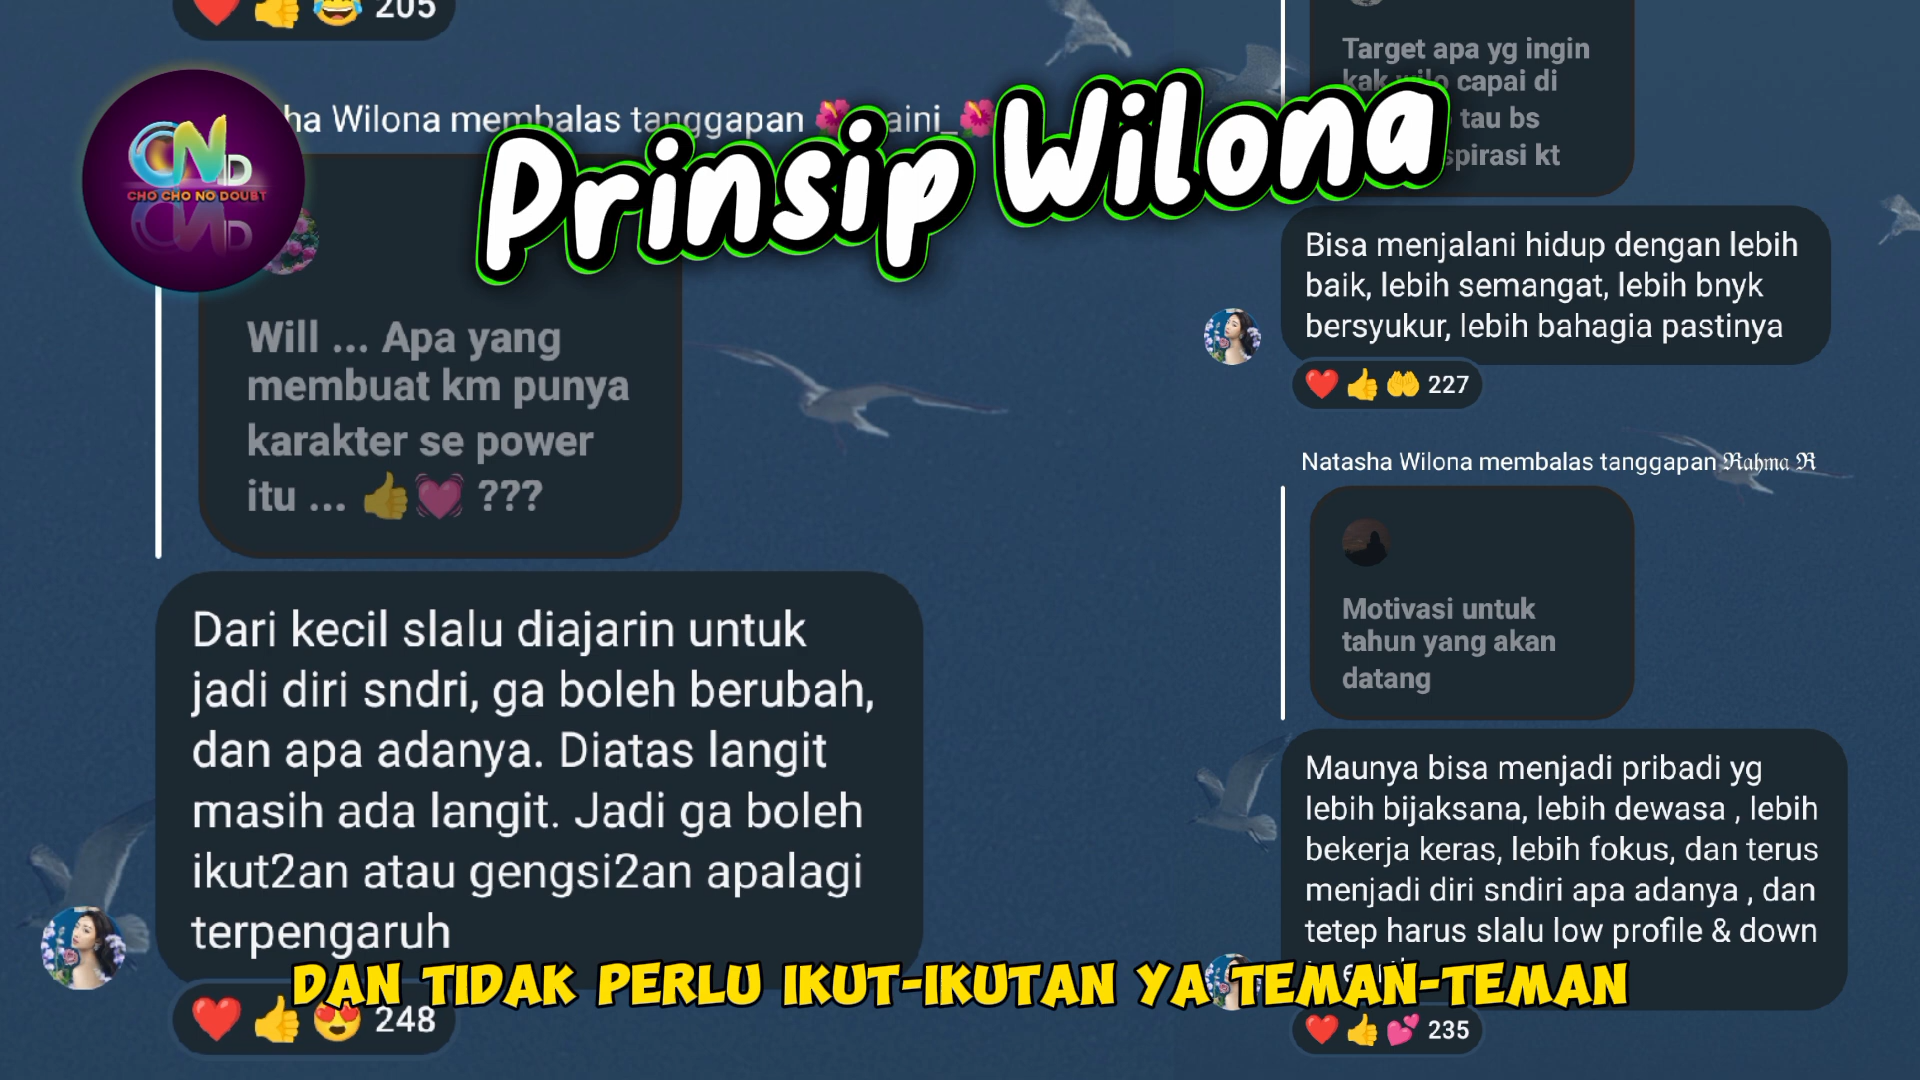 205
ha Wilona membalas tanggapan aini_
CND
CHO CHO NO DOUBT
Prinsip Wilona
Will ... Apa yang
membuat km punya
karakter se power
itu ... 👍💓 ???
Dari kecil slalu diajarin untuk
jadi diri sndri, ga boleh berubah,
dan apa adanya. Diatas langit
masih ada langit. Jadi ga boleh
ikut2an atau gengsi2an apalagi
terpengaruh
248
Target apa yg ingin
kak wilo capai di
tau bs
spirasi kt
Bisa menjalani hidup dengan lebih
baik, lebih semangat, lebih bnyk
bersyukur, lebih bahagia pastinya
227
Natasha Wilona membalas tanggapan ℜ𝔞𝔥𝔪𝔞 ℜ
Motivasi untuk
tahun yang akan
datang
Maunya bisa menjadi pribadi yg
lebih bijaksana, lebih dewasa , lebih
bekerja keras, lebih fokus, dan terus
menjadi diri sndiri apa adanya , dan
tetep harus slalu low profile & down
235
DAN TIDAK PERLU IKUT-IKUTAN YA TEMAN-TEMAN